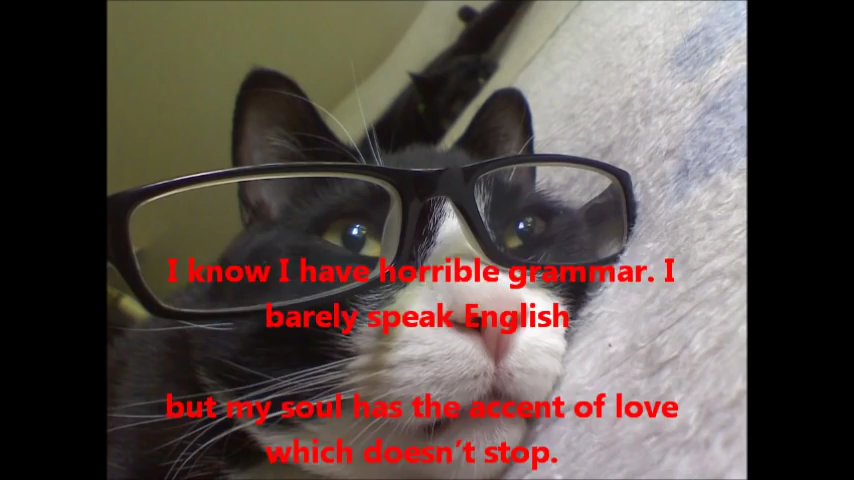 I know I have horrible grammar. I
barely speak English
but my soul has the accent of love
which doesn’t stop.